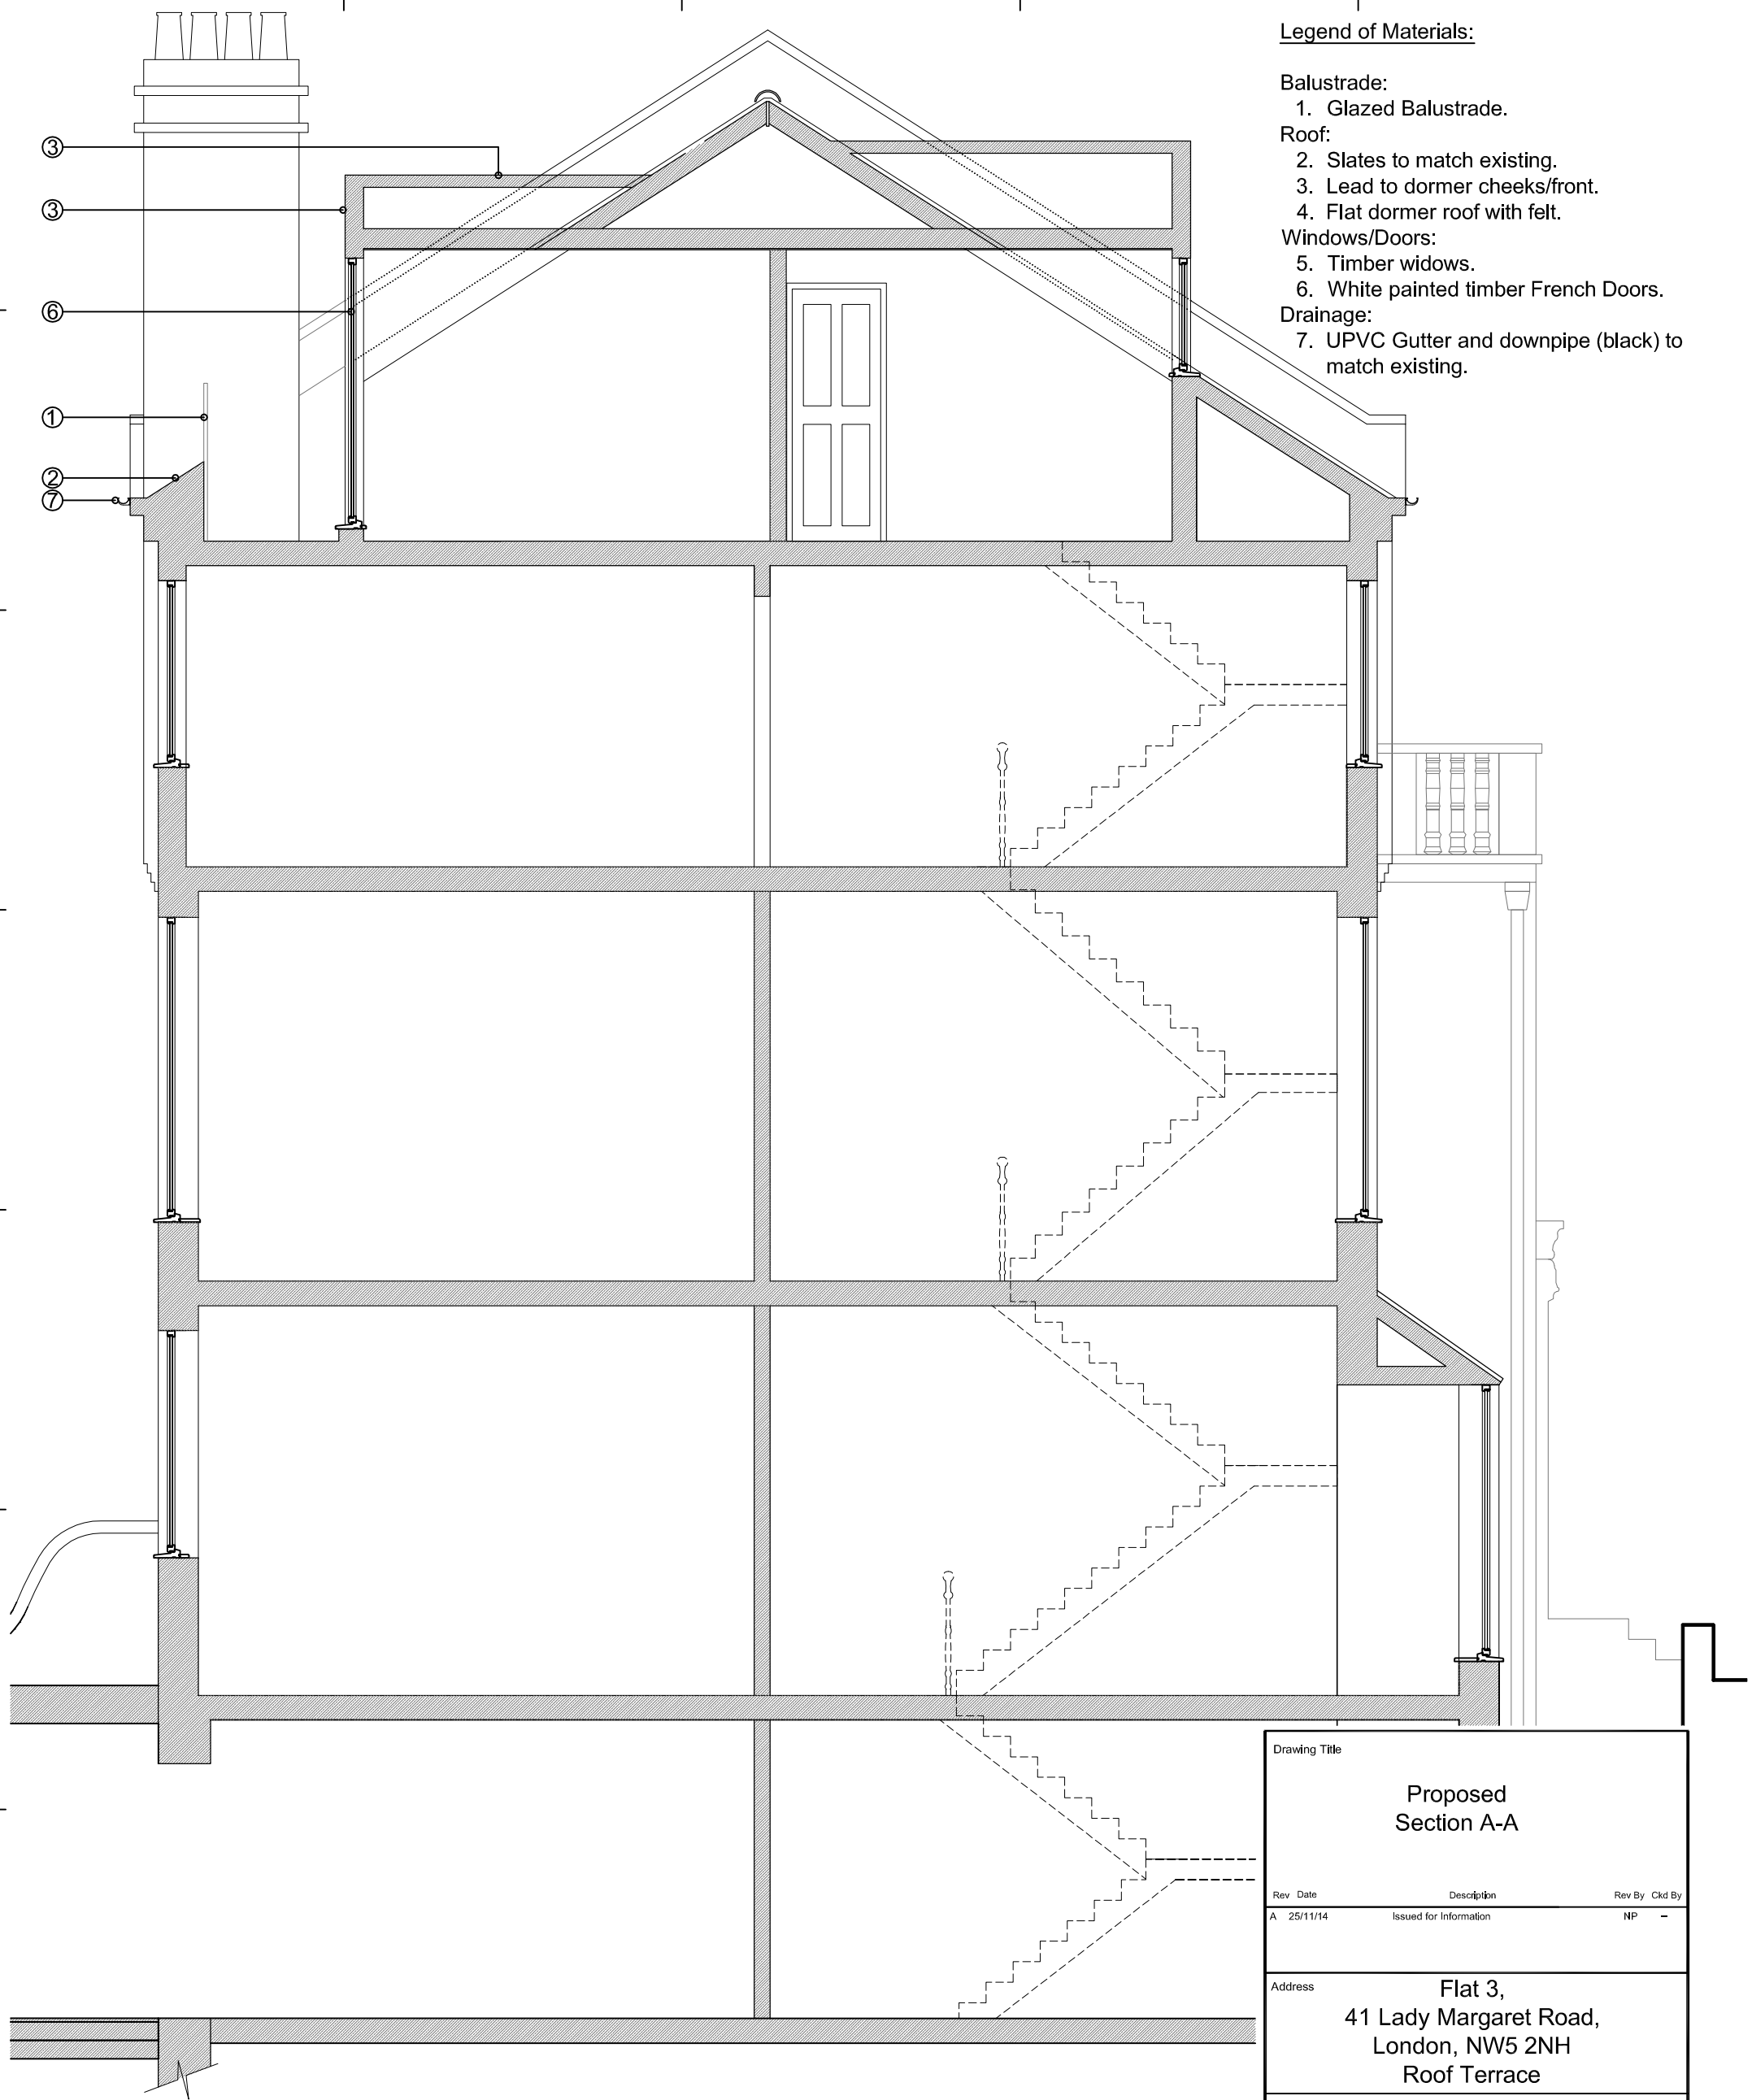 Legend of Materials:
Balustrade:
1. Glazed Balustrade.
Roof:
2. Slates to match existing.
3. Lead to dormer cheeks/front.
4. Flat dormer roof with felt.
Windows/Doors:
5. Timber widows.
6. White painted timber French Doors.
Drainage:
7. UPVC Gutter and downpipe (black) to
match existing.
3
3
6
1
2
7
Drawing Title
Proposed
Section A-A
Rev Date Description Rev By Ckd By
A 25/11/14 Issued for Information NP -
Address
Flat 3,
41 Lady Margaret Road,
London, NW5 2NH
Roof Terrace